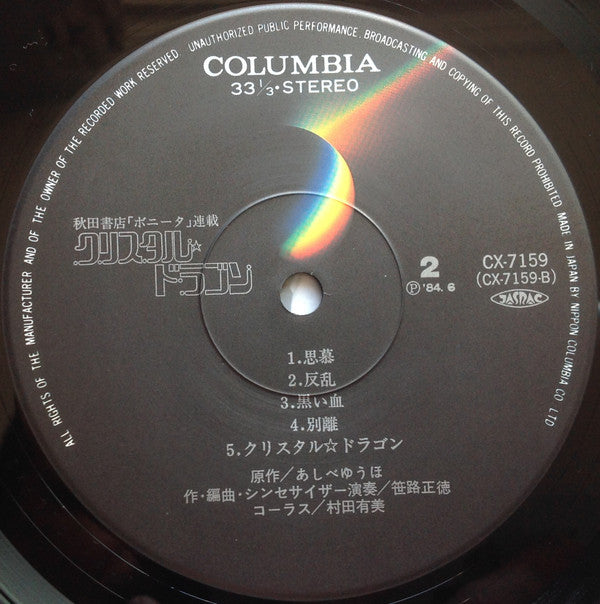 ALL RIGHTS OF THE MANUFACTURER AND OF THE OWNER OF THE RECORDED WORK RESERVED. UNAUTHORIZED PUBLIC PERFORMANCE, BROADCASTING AND COPYING OF THIS RECORD PROHIBITED. MADE IN JAPAN BY NIPPON COLUMBIA CO. LTD
COLUMBIA
33 1/3・STEREO
秋田書店「ボニータ」連載
クリスタル☆
ドラゴン
2
CX-7159
(CX-7159-B)
Ⓟ'84. 6
JASRAC
1.思慕
2.反乱
3.黒い血
4.別離
5.クリスタル☆ドラゴン
原作/あしべゆうほ
作・編曲・シンセサイザー演奏/笹路正徳
コーラス/村田有美